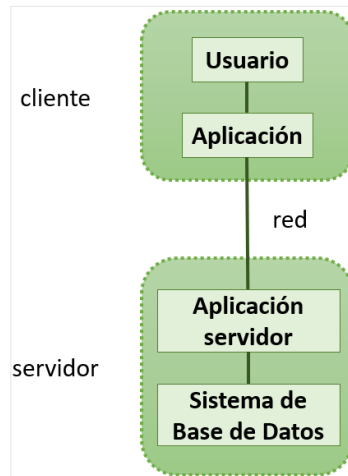 Usuario
cliente
Aplicación
red
Aplicación
servidor
servidor
Sistema de
Base de Datos